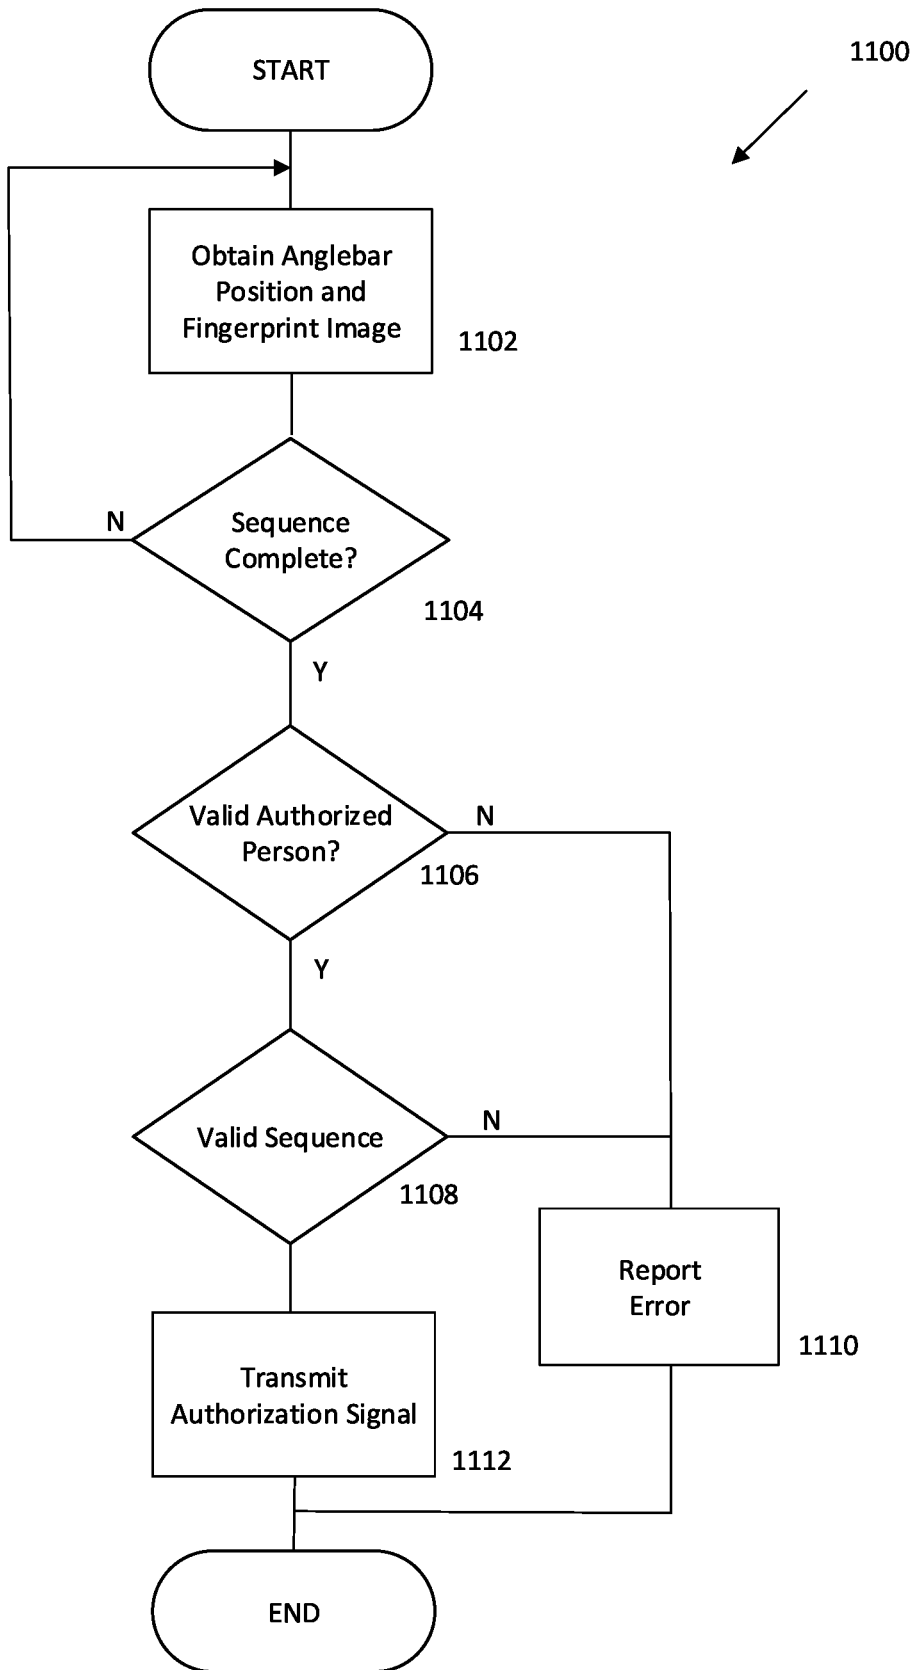 START
1100
Obtain Anglebar
Position and
Fingerprint Image
1102
N
Sequence
Complete?
1104
Y
Valid Authorized
Person?
N
1106
Y
Valid Sequence
N
1108
Report
Error
1110
Transmit
Authorization Signal
1112
END